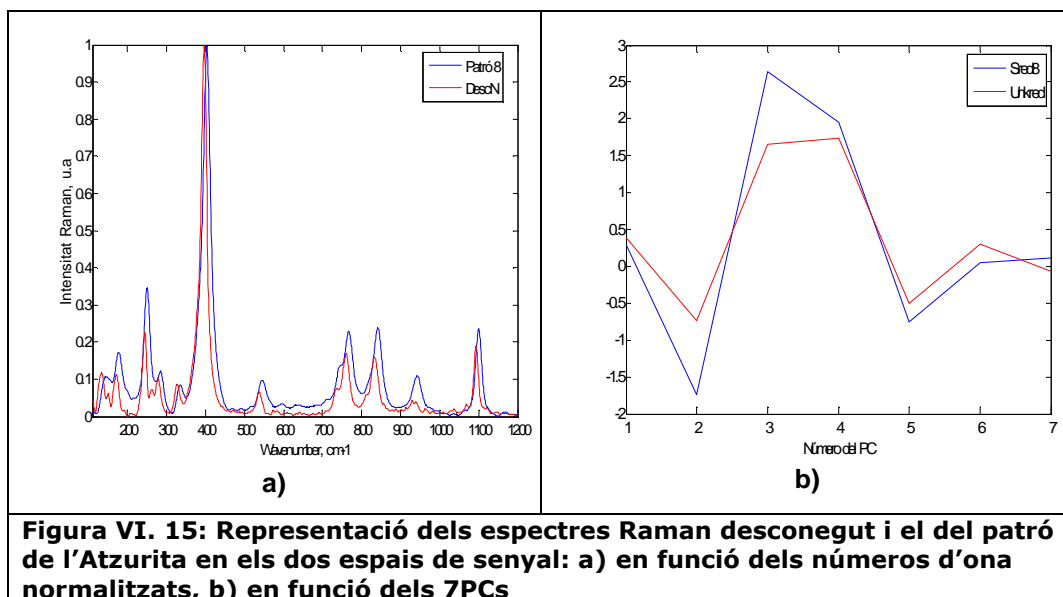 1
0.9
0.8
0.7
0.6
0.5
0.4
0.3
0.2
0.1
0
200 300 400 500 600 700 800 900 1000 1100 1200
Intensitat Raman, u.a
Wavenumber, cm-1
Patró 8
DescN
a)
3
2.5
2
1.5
1
0.5
0
-0.5
-1
-1.5
-2
1 2 3 4 5 6 7
Número del PC
Sred8
Unkred
b)
Figura VI. 15: Representació dels espectres Raman desconegut i el del patró
de l’Atzurita en els dos espais de senyal: a) en funció dels números d’ona
normalitzats, b) en funció dels 7PCs